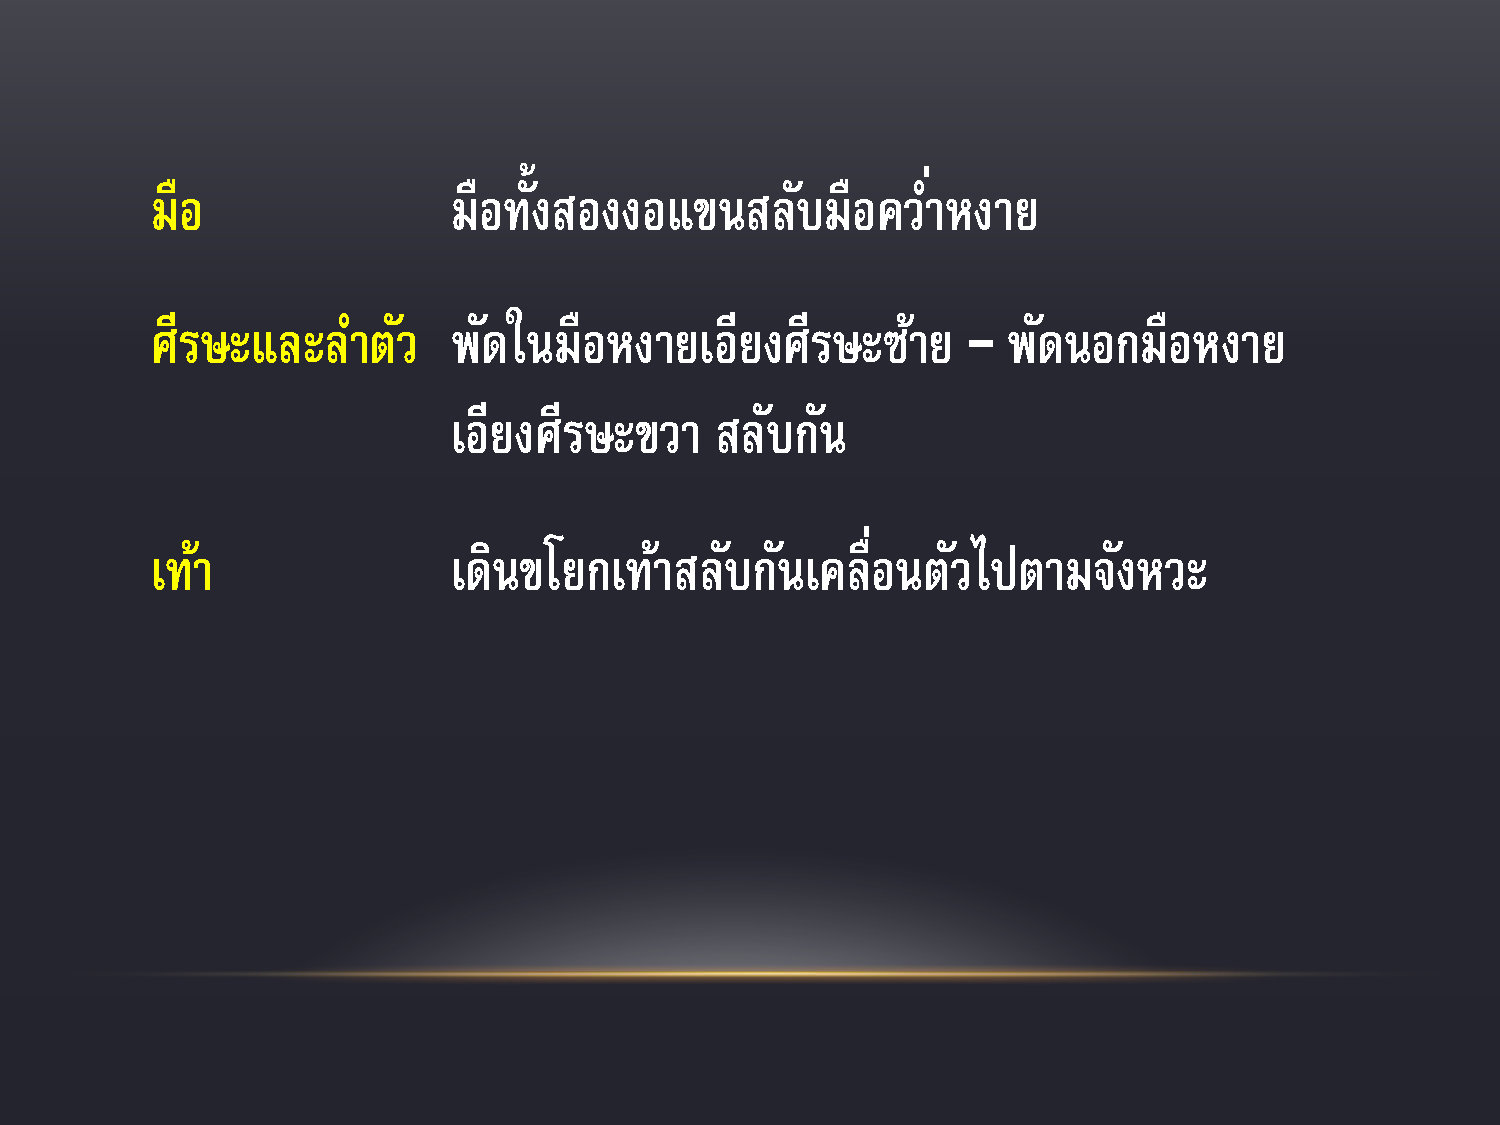 มือ มือทั้งสองงอแขนสลับมือคว่ำหงาย
ศีรษะและลำตัว พัดในมือหงายเอียงศีรษะซ้าย – พัดนอกมือหงาย
เอียงศีรษะขวา สลับกัน
เท้า เดินขโยกเท้าสลับกันเคลื่อนตัวไปตามจังหวะ